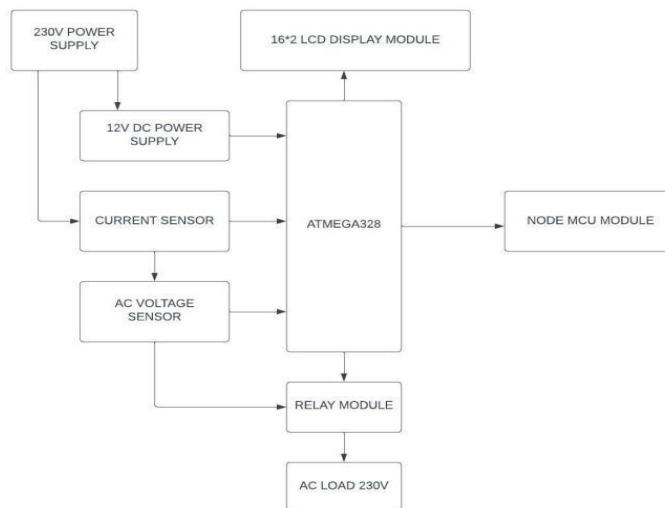 230V POWER
SUPPLY
16*2 LCD DISPLAY MODULE
12V DC POWER
SUPPLY
CURRENT SENSOR
ATMEGA328
NODE MCU MODULE
AC VOLTAGE
SENSOR
RELAY MODULE
AC LOAD 230V